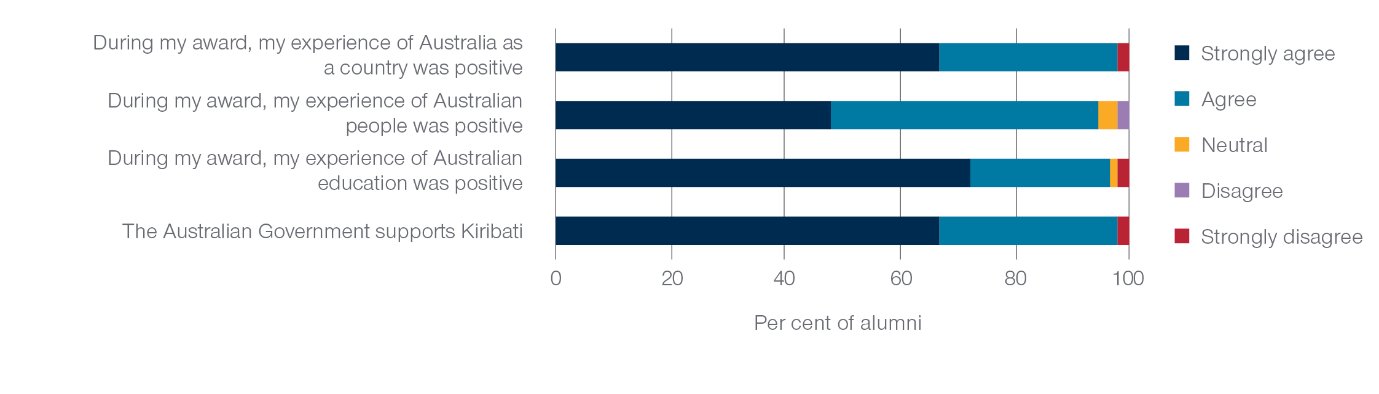 During my award, my experience of Australia as
a country was positive
During my award, my experience of Australian
people was positive
During my award, my experience of Australian
education was positive
The Australian Government supports Kiribati
0 20 40 60 80 100
Per cent of alumni
Strongly agree
Agree
Neutral
Disagree
Strongly disagree